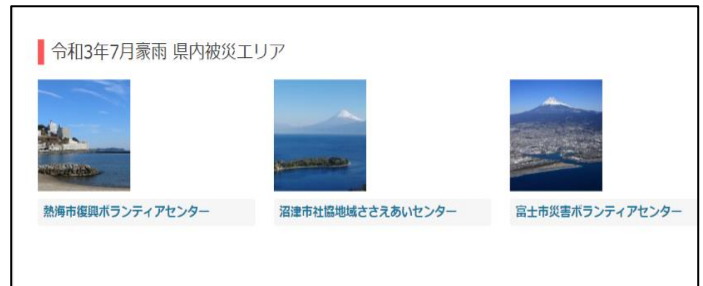 令和3年7月豪雨 県内被災エリア
熱海市復興ボランティアセンター
沼津市社協地域ささえあいセンター
富士市災害ボランティアセンター